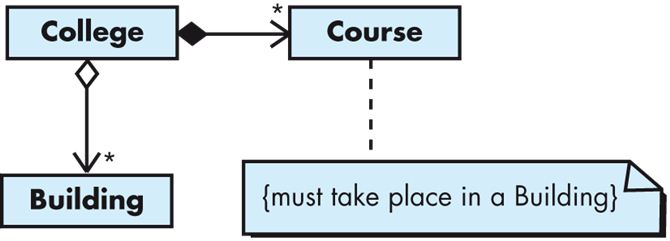 College
*
Course
*
Building
{must take place in a Building}